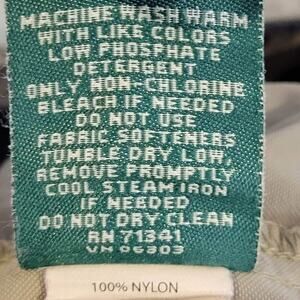 MACHINE WASH WARM
WITH LIKE COLORS
LOW PHOSPHATE
DETERGENT
ONLY NON-CHLORINE
BLEACH IF NEEDED
DO NOT USE
FABRIC SOFTENERS
TUMBLE DRY LOW,
REMOVE PROMPTLY
COOL STEAM IRON
IF NEEDED
DO NOT DRY CLEAN
RN 71341
VN 06303
100% NYLON